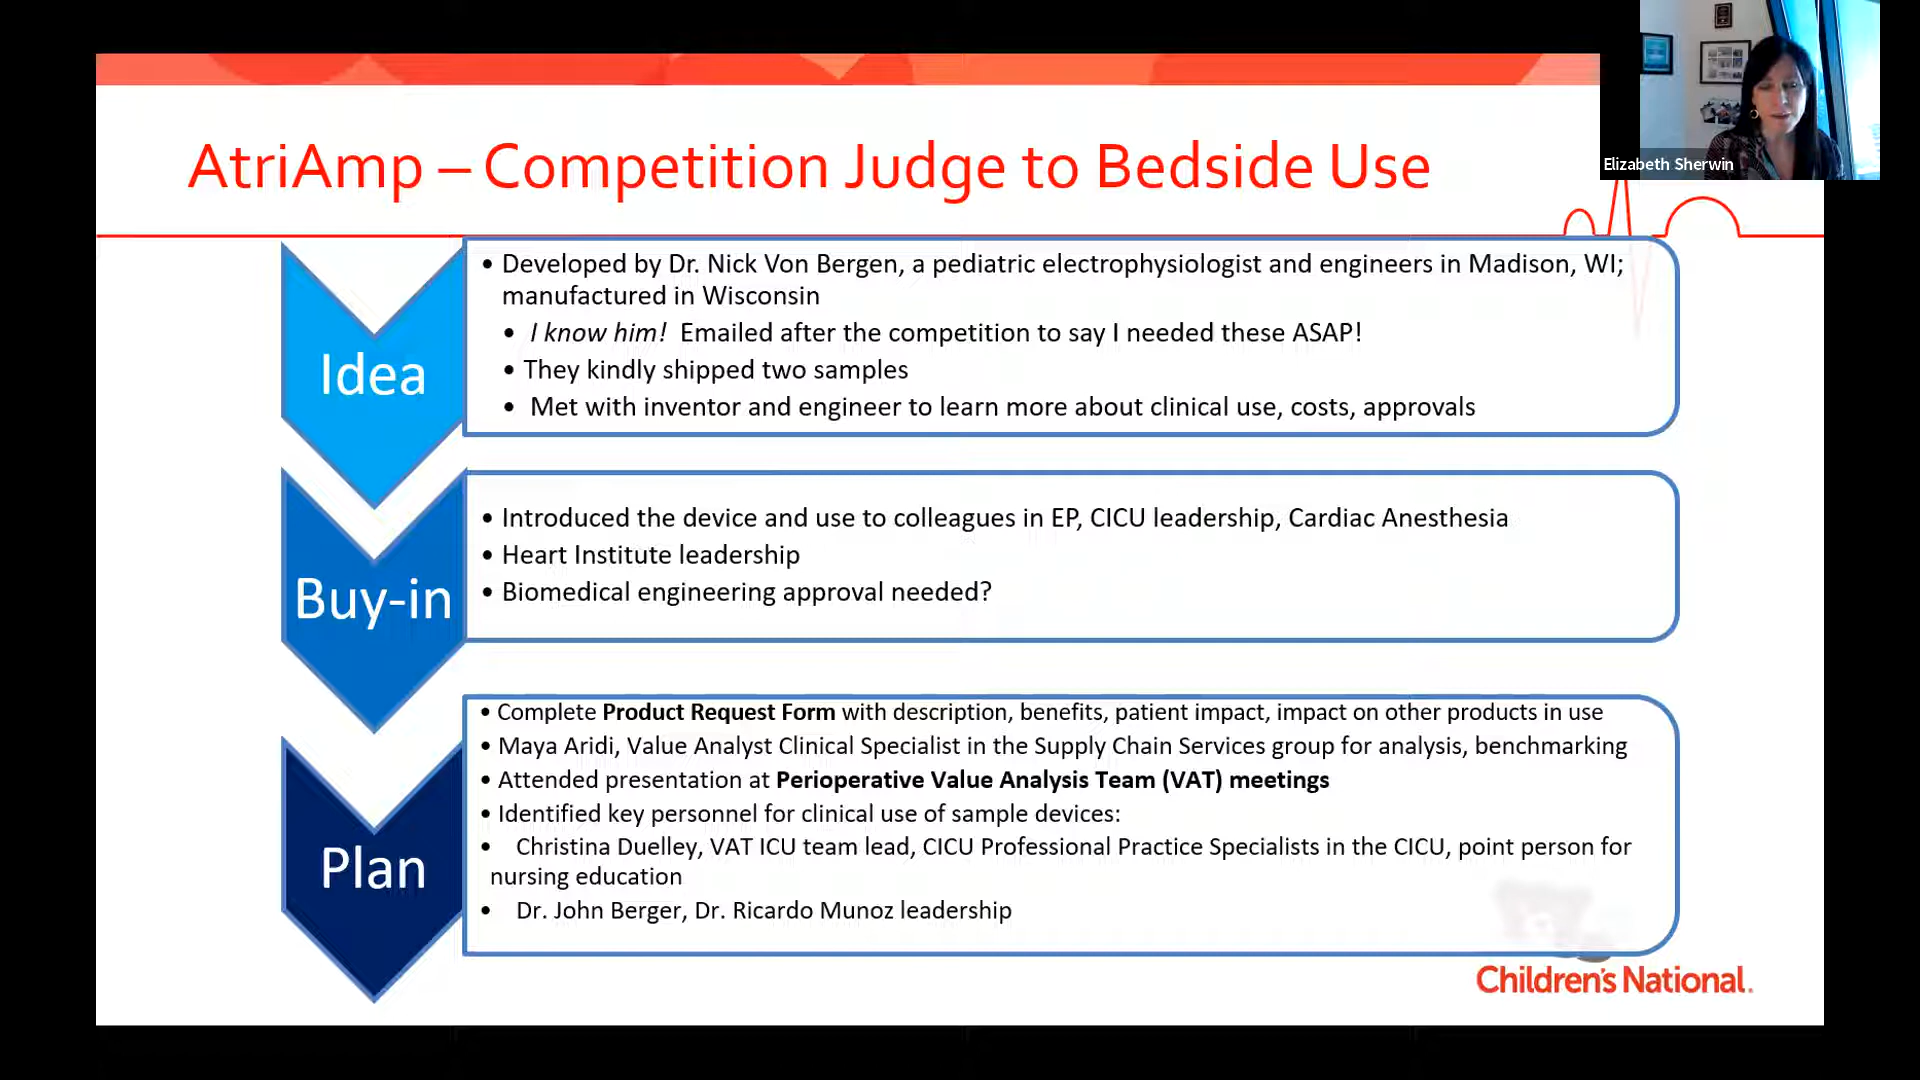 AtriAmp – Competition Judge to Bedside Use
Elizabeth Sherwin
Idea
• Developed by Dr. Nick Von Bergen, a pediatric electrophysiologist and engineers in Madison, WI;
manufactured in Wisconsin
• I know him! Emailed after the competition to say I needed these ASAP!
• They kindly shipped two samples
• Met with inventor and engineer to learn more about clinical use, costs, approvals
Buy-in
• Introduced the device and use to colleagues in EP, CICU leadership, Cardiac Anesthesia
• Heart Institute leadership
• Biomedical engineering approval needed?
Plan
• Complete Product Request Form with description, benefits, patient impact, impact on other products in use
• Maya Aridi, Value Analyst Clinical Specialist in the Supply Chain Services group for analysis, benchmarking
• Attended presentation at Perioperative Value Analysis Team (VAT) meetings
• Identified key personnel for clinical use of sample devices:
• Christina Duelley, VAT ICU team lead, CICU Professional Practice Specialists in the CICU, point person for
nursing education
• Dr. John Berger, Dr. Ricardo Munoz leadership
Children's National.